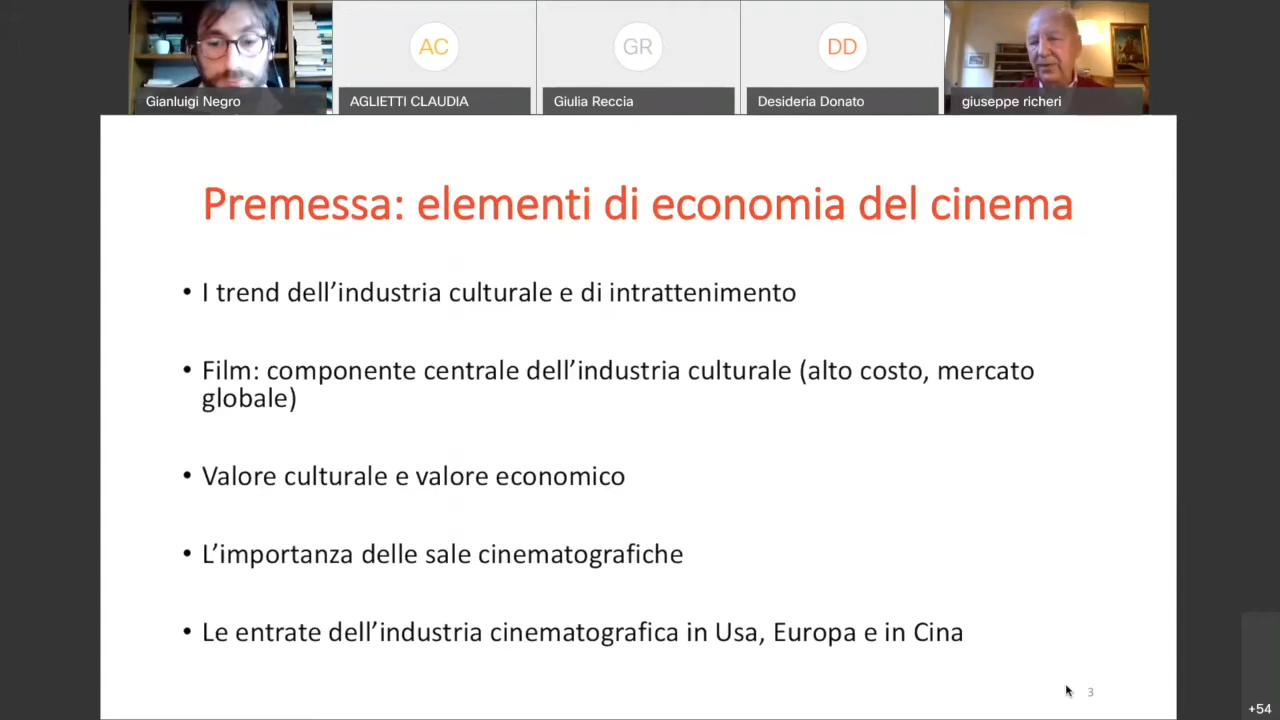 AC
GR
DD
Gianluigi Negro
AGLIETTI CLAUDIA
Giulia Reccia
Desideria Donato
giuseppe richeri
Premessa: elementi di economia del cinema
• I trend dell’industria culturale e di intrattenimento
• Film: componente centrale dell’industria culturale (alto costo, mercato
globale)
• Valore culturale e valore economico
• L’importanza delle sale cinematografiche
• Le entrate dell’industria cinematografica in Usa, Europa e in Cina
3
+54